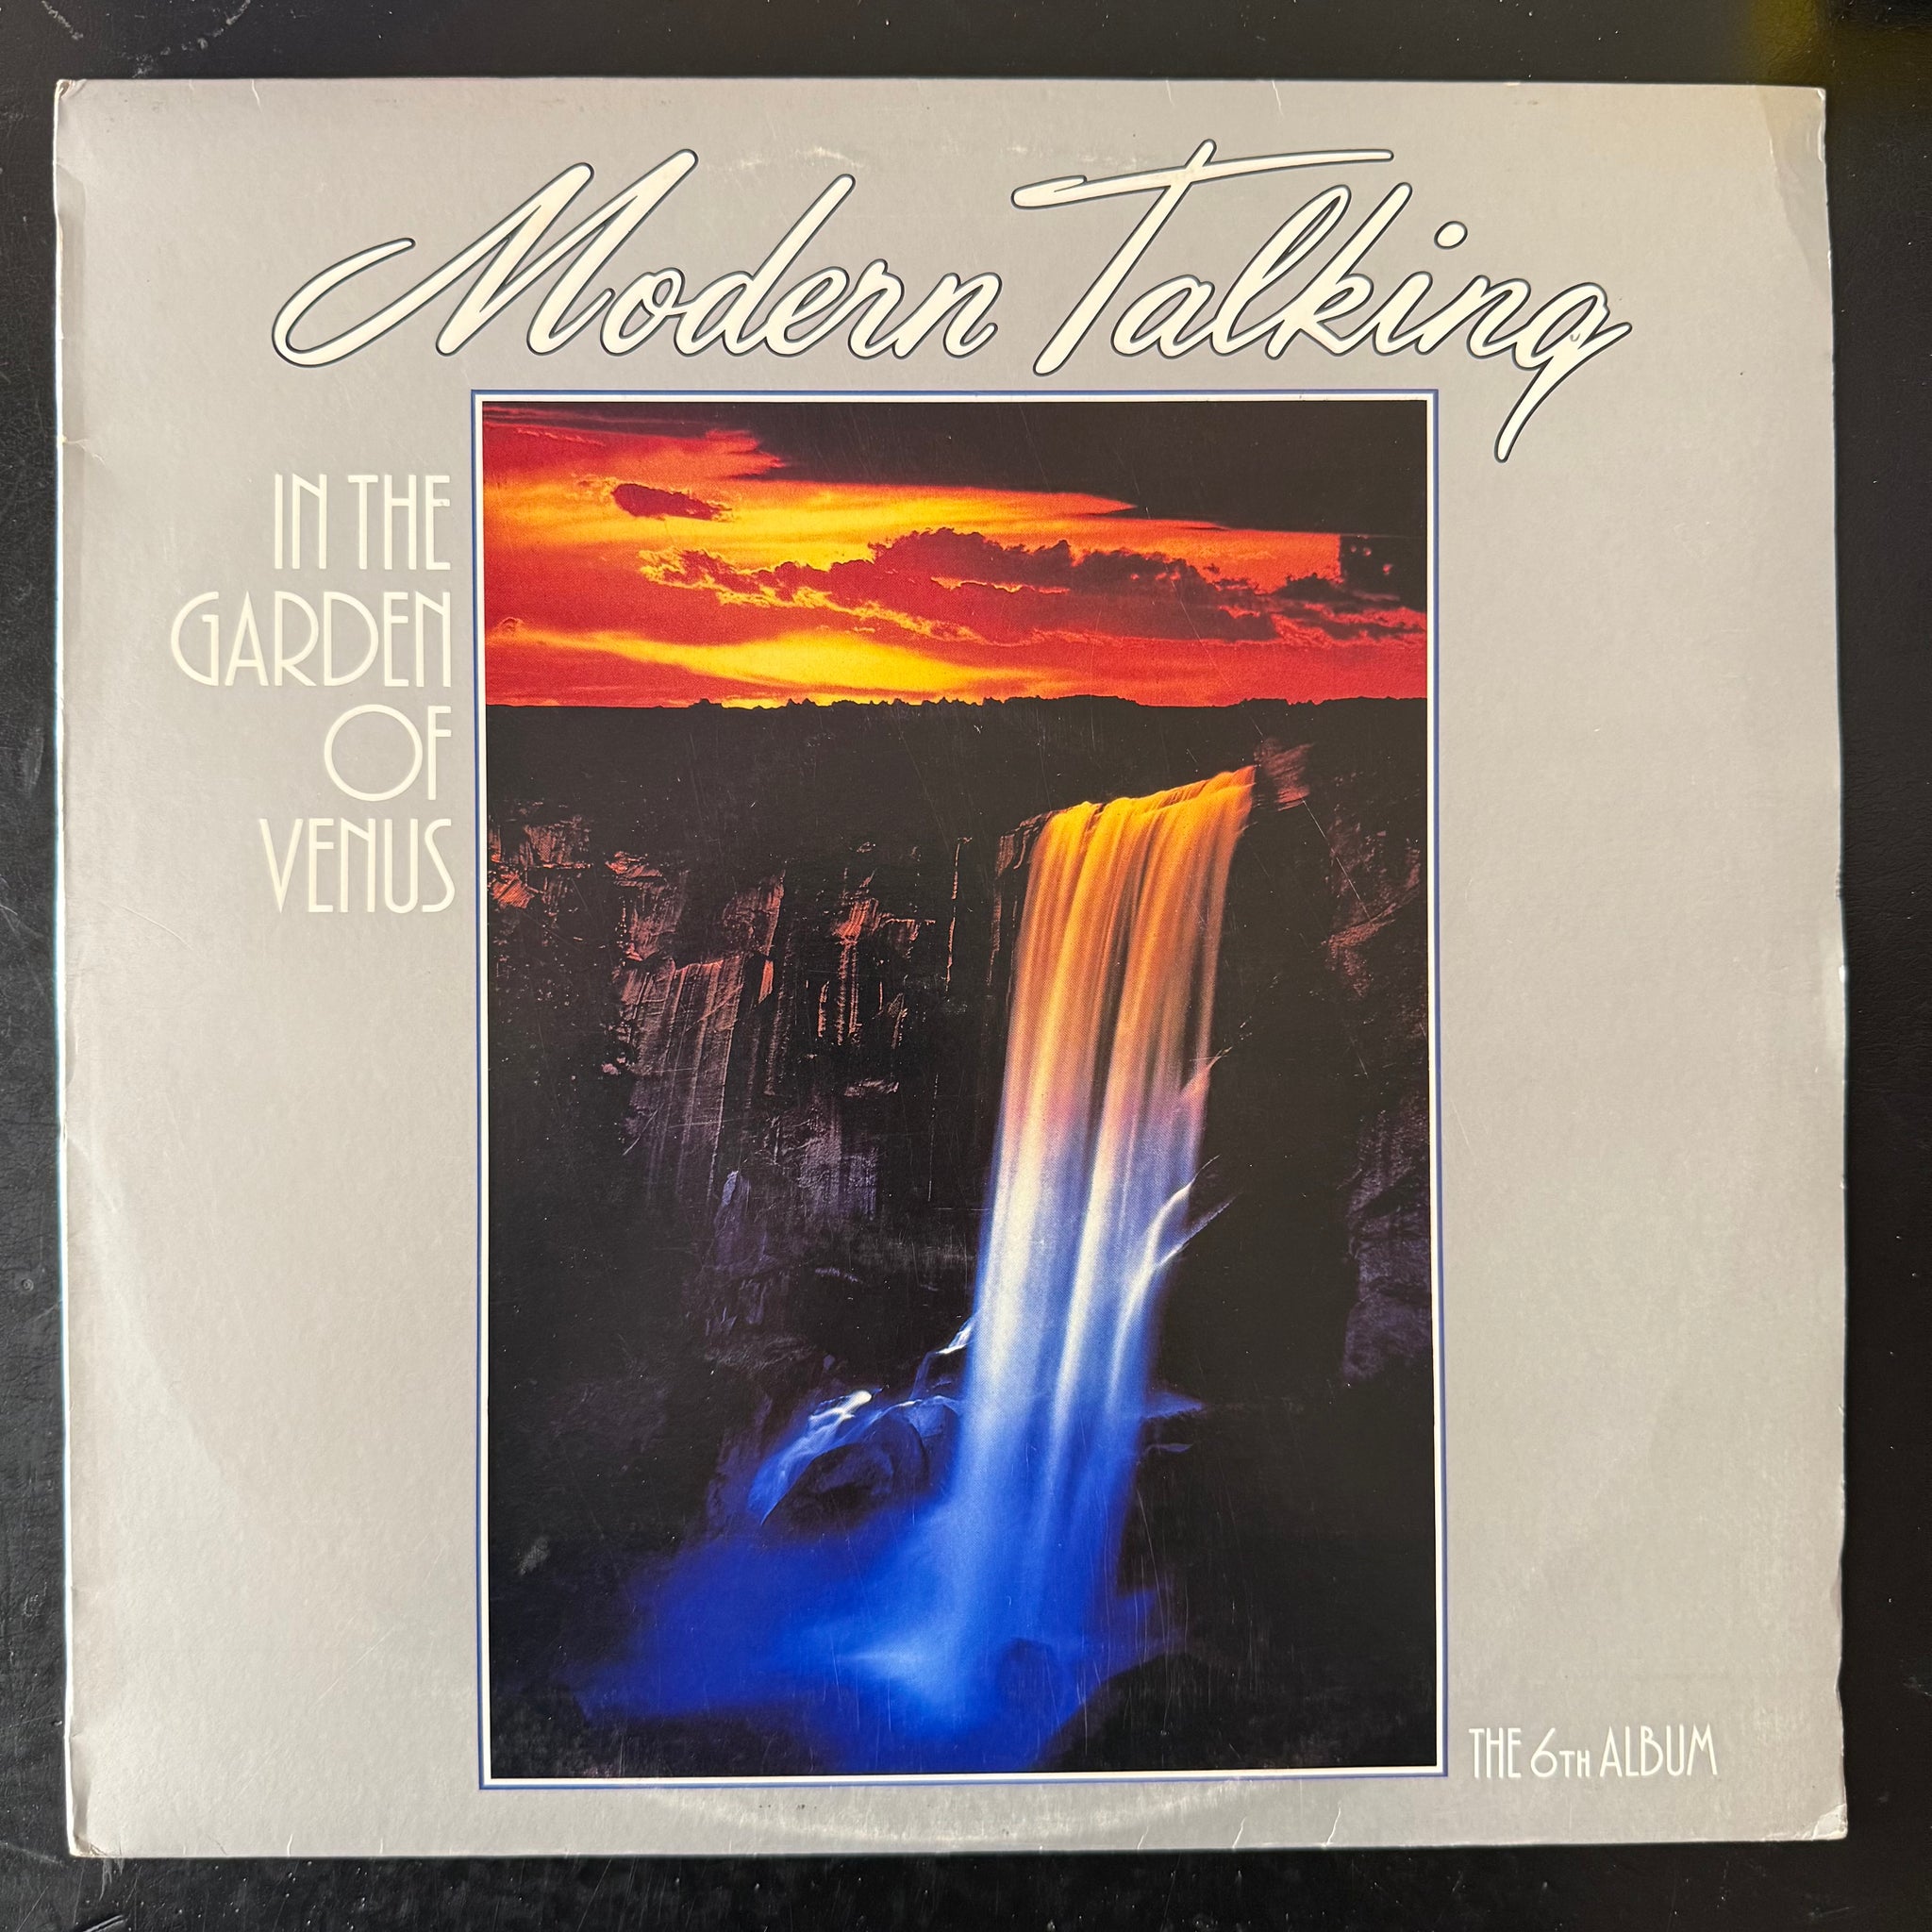 Modern Talking
IN THE
GARDEN
OF
VENUS
THE 6TH ALBUM